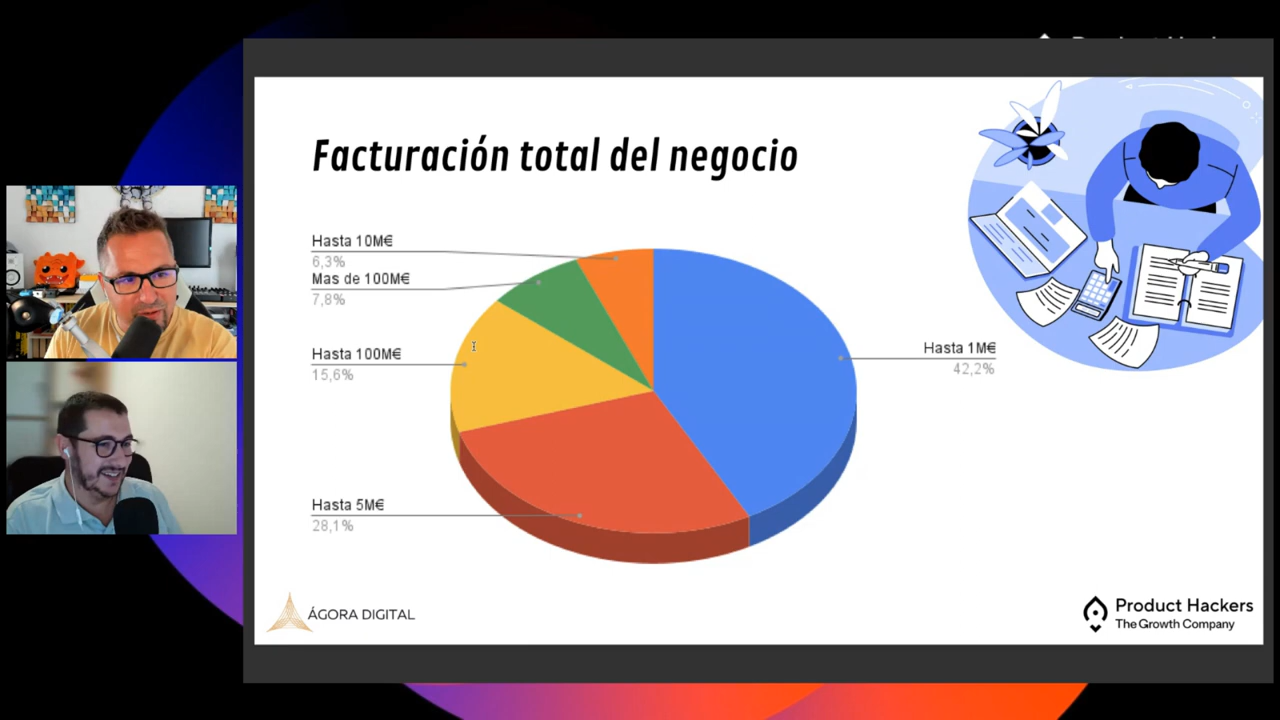 Facturación total del negocio
Hasta 10M€
6,3%
Mas de 100M€
7,8%
Hasta 100M€
15,6%
Hasta 5M€
28,1%
Hasta 1M€
42,2%
ÁGORA DIGITAL
Product Hackers
The Growth Company